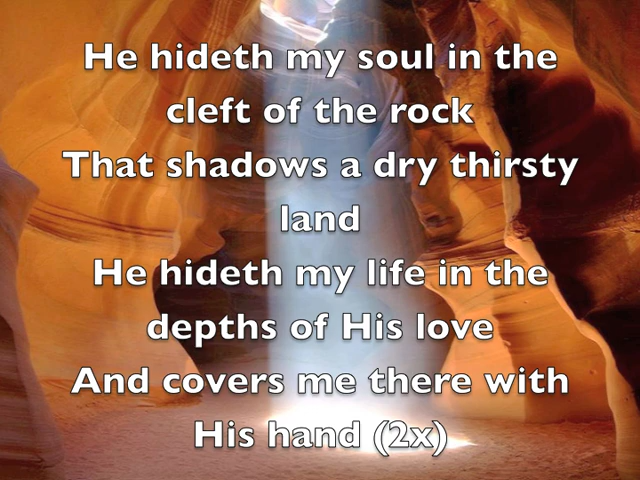 He hideth my soul in the
cleft of the rock
That shadows a dry thirsty
land
He hideth my life in the
depths of His love
And covers me there with
His hand (2x)